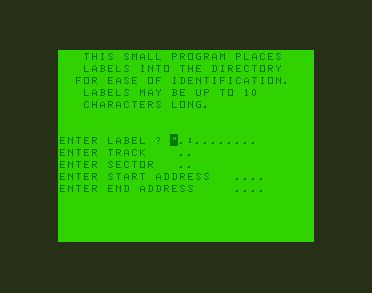 THIS SMALL PROGRAM PLACES
LABELS INTO THE DIRECTORY
FOR EASE OF IDENTIFICATION.
LABELS MAY BE UP TO 10
CHARACTERS LONG.
ENTER LABEL ? ".:........
ENTER TRACK ..
ENTER SECTOR ..
ENTER START ADDRESS ....
ENTER END ADDRESS ....